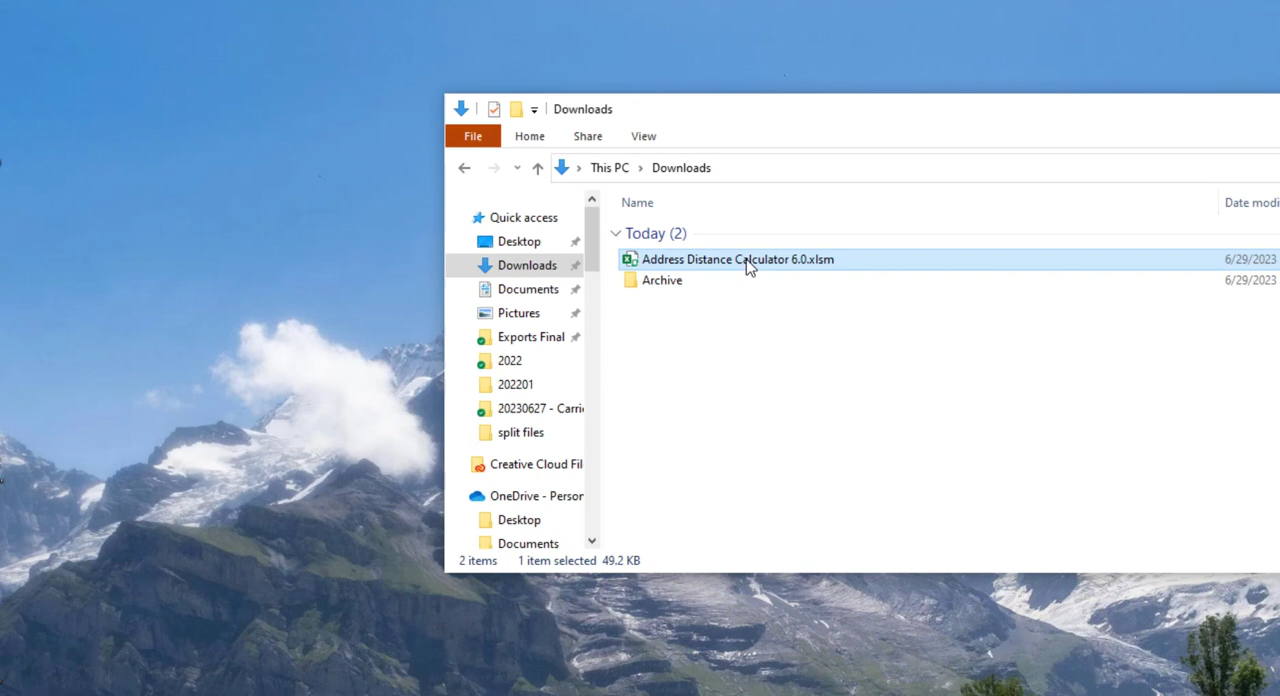 Downloads
File Home Share View
This PC Downloads
Name Date modi
Quick access
Today (2)
Desktop
Address Distance Calculator 6.0.xlsm 6/29/2023
Downloads
Archive 6/29/2023
Documents
Pictures
Exports Final
2022
202201
20230627 - Carri
split files
Creative Cloud Fil
OneDrive - Person
Desktop
Documents
2 items 1 item selected 49.2 KB